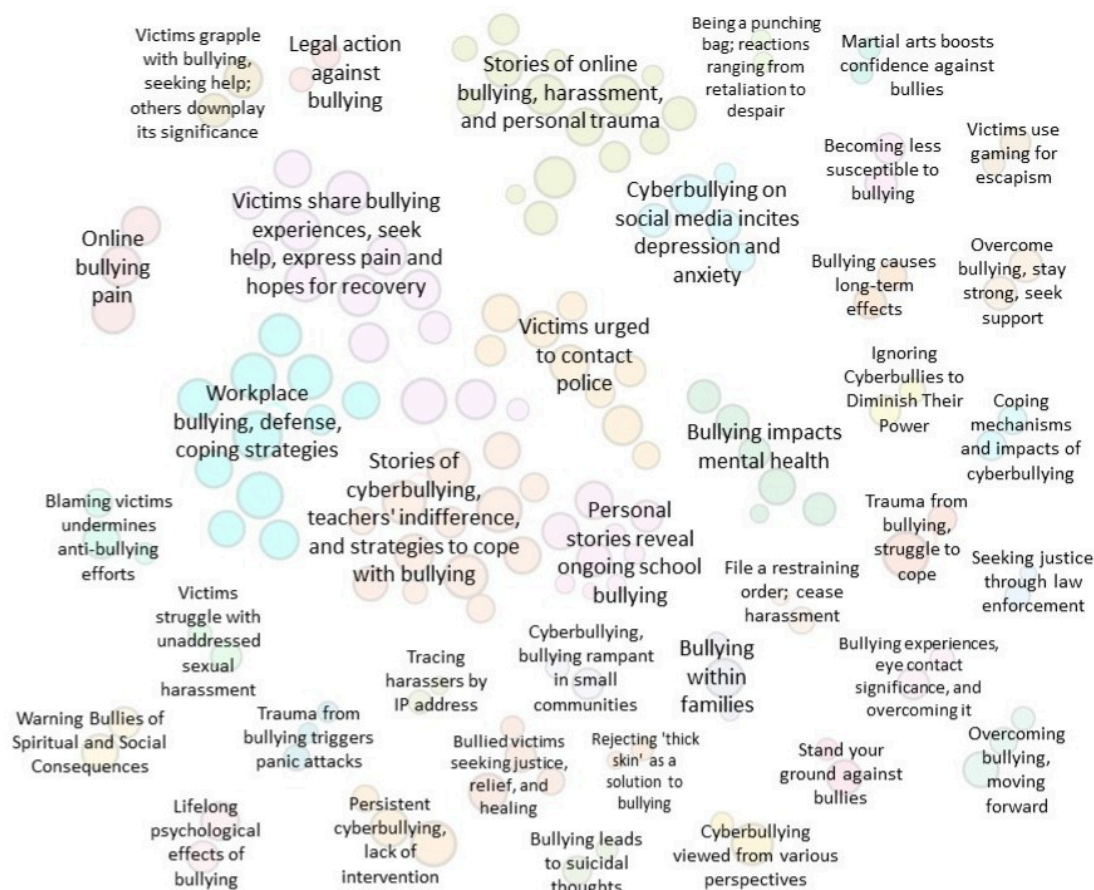 Victims grapple
with bullying,
seeking help;
others downplay
its significance
Legal action
against
bullying
Stories of online
bullying, harassment,
and personal trauma
Being a punching
bag; reactions
ranging from
retaliation to
despair
Martial arts boosts
confidence against
bullies
Becoming less
susceptible to
bullying
Victims use
gaming for
escapism
Online
bullying
pain
Victims share bullying
experiences, seek
help, express pain and
hopes for recovery
Cyberbullying on
social media incites
depression and
anxiety
Bullying causes
long-term
effects
Overcome
bullying, stay
strong, seek
support
Victims urged
to contact
police
Ignoring
Cyberbullies to
Diminish Their
Power
Coping
mechanisms
and impacts of
cyberbullying
Workplace
bullying, defense,
coping strategies
Bullying impacts
mental health
Stories of
cyberbullying,
teachers' indifference,
and strategies to cope
with bullying
Personal
stories reveal
ongoing school
bullying
Trauma from
bullying,
struggle to
cope
Seeking justice
through law
enforcement
Blaming victims
undermines
anti-bullying
efforts
File a restraining
order; cease
harassment
Victims
struggle with
unaddressed
sexual
harassment
Tracing
harassers by
IP address
Cyberbullying,
bullying rampant
in small
communities
Bullying
within
families
Bullying experiences,
eye contact
significance, and
overcoming it
Warning Bullies of
Spiritual and Social
Consequences
Trauma from
bullying triggers
panic attacks
Bullied victims
seeking justice,
relief, and
healing
Rejecting 'thick
skin' as a
solution to
bullying
Stand your
ground against
bullies
Overcoming
bullying,
moving
forward
Lifelong
psychological
effects of
bullying
Persistent
cyberbullying,
lack of
intervention
Bullying leads
to suicidal
thoughts
Cyberbullying
viewed from various
perspectives